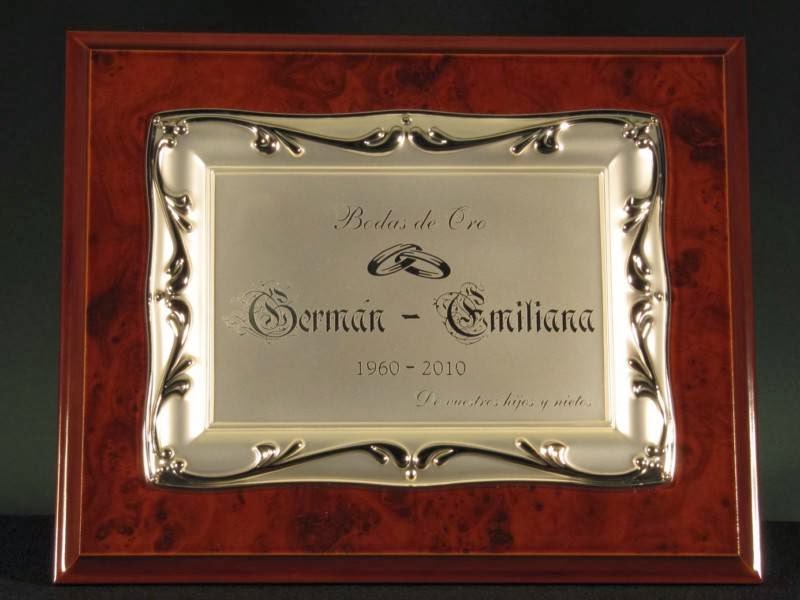 Bodas de Oro
Germán - Emiliana
1960 - 2010
De vuestros hijos y nietos